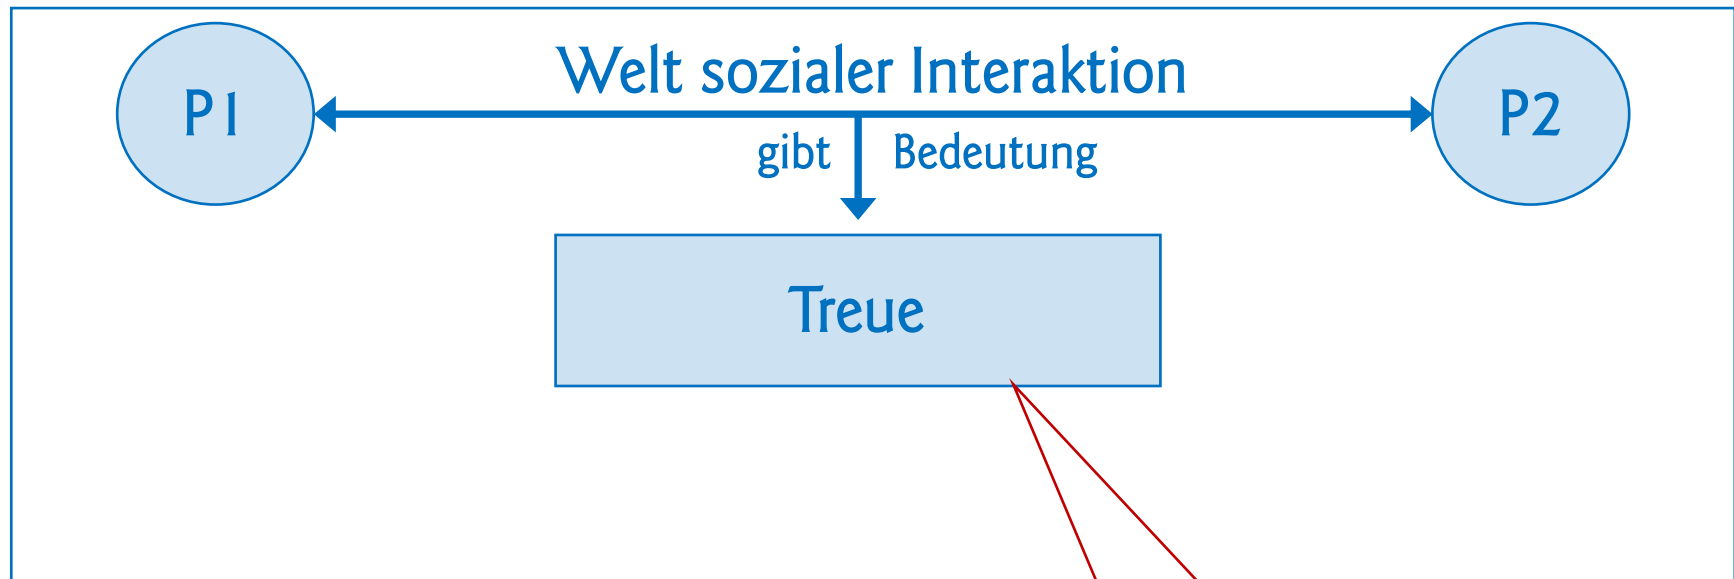 Welt sozialer Interaktion
P1
P2
gibt Bedeutung
Treue